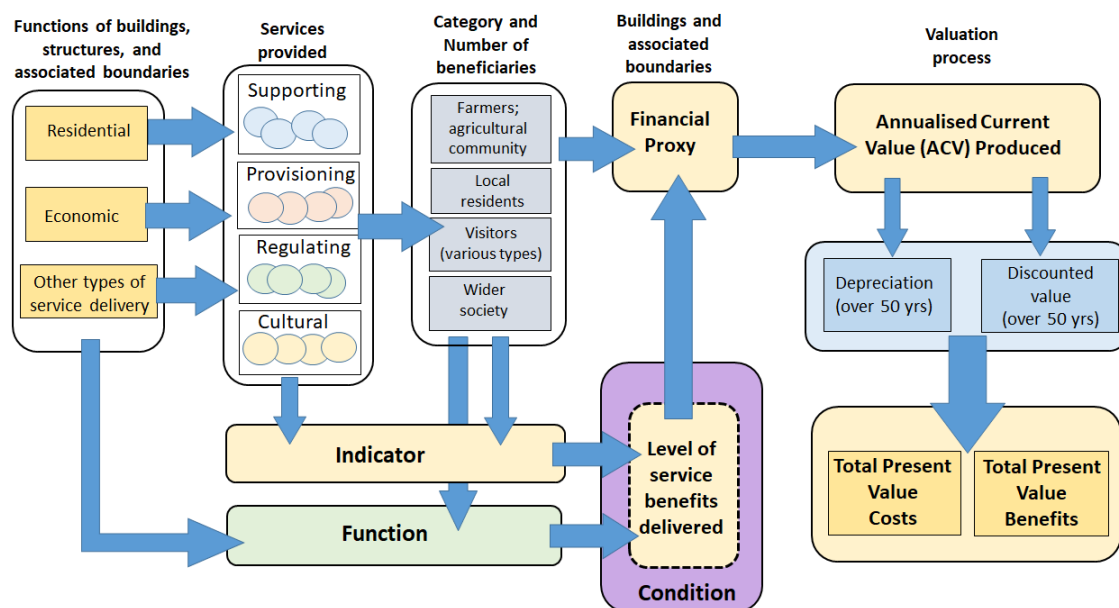 Functions of buildings,
structures, and
associated boundaries
Residential
Economic
Other types of
service delivery
Services
provided
Supporting
Provisioning
Regulating
Cultural
Category and
Number of
beneficiaries
Farmers;
agricultural
community
Local
residents
Visitors
(various types)
Wider
society
Indicator
Function
Buildings and
associated
boundaries
Financial
Proxy
Level of
service
benefits
delivered
Condition
Valuation
process
Annualised Current
Value (ACV) Produced
Depreciation
(over 50 yrs)
Discounted
value
(over 50 yrs)
Total Present
Value
Costs
Total Present
Value
Benefits